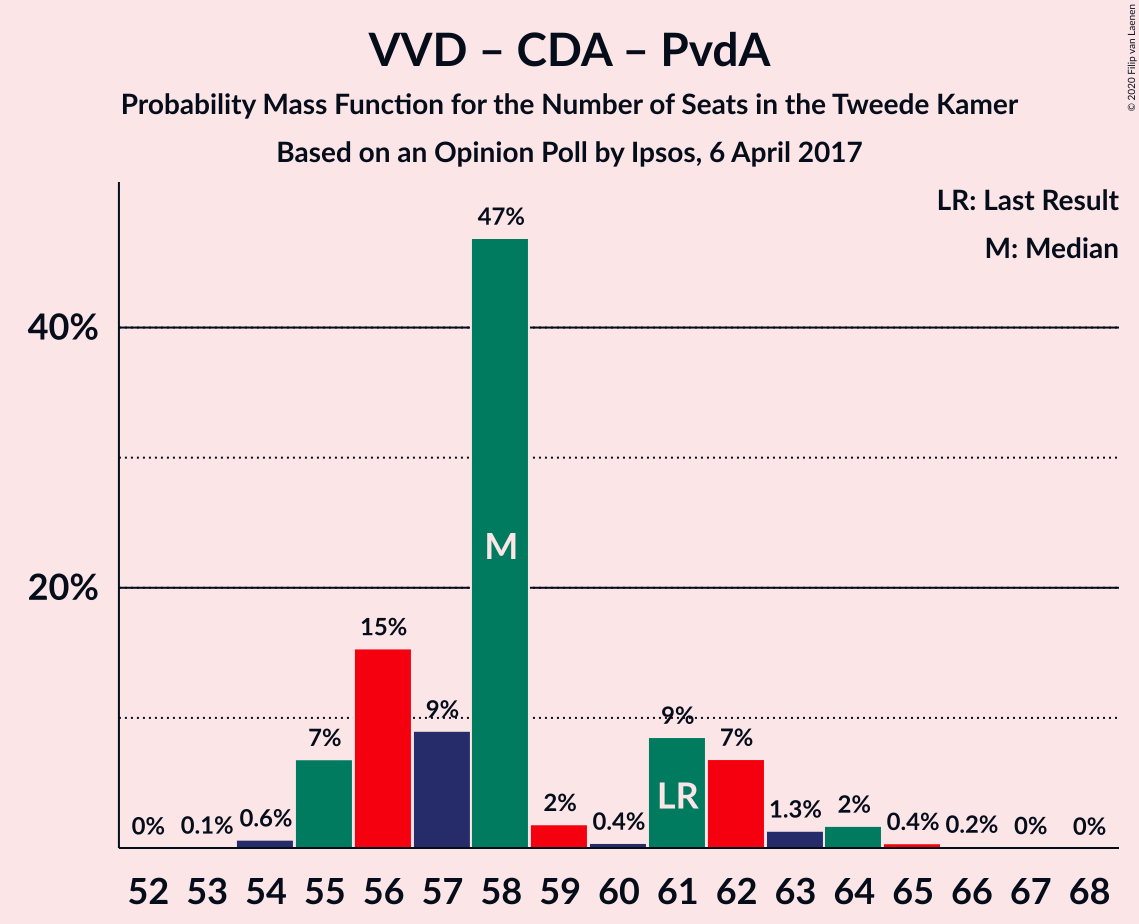 VVD – CDA – PvdA
Probability Mass Function for the Number of Seats in the Tweede Kamer
Based on an Opinion Poll by Ipsos, 6 April 2017
© 2020 Filip van Laenen
LR: Last Result
M: Median
40%
20%
0% 0.1% 0.6% 7% 15% 9% 47% 2% 0.4% 9% 7% 1.3% 2% 0.4% 0.2% 0% 0%
M
LR
52 53 54 55 56 57 58 59 60 61 62 63 64 65 66 67 68